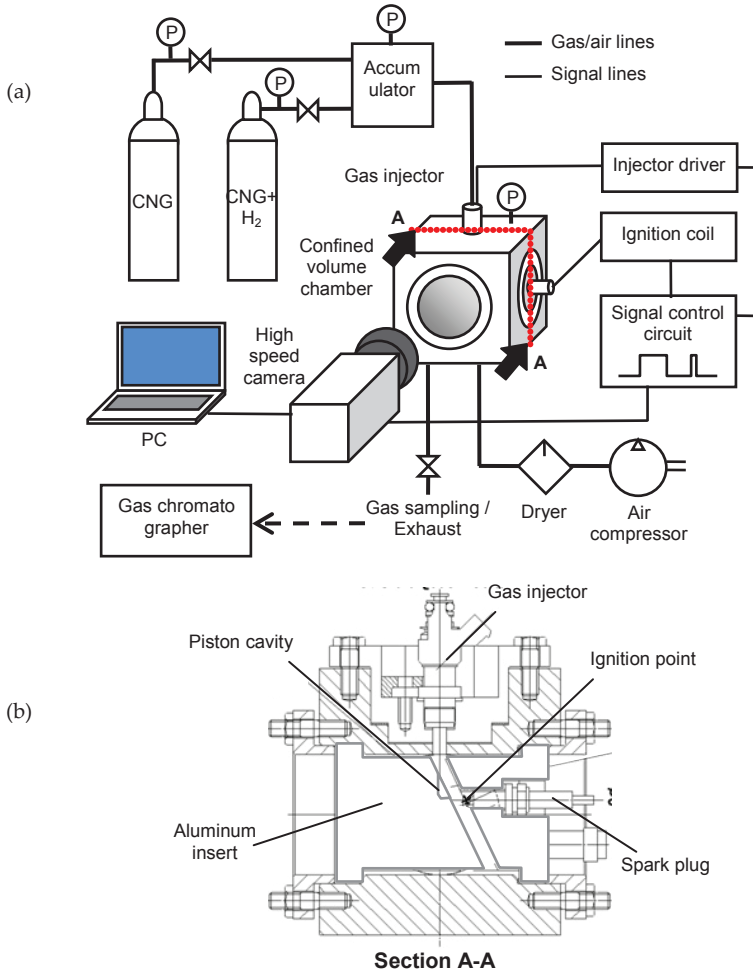 (a)
P
P
P
P
Accum
ulator
Gas/air lines
Signal lines
CNG
CNG+
H2
Gas injector
A
Confined
volume
chamber
A
Injector driver
Ignition coil
Signal control
circuit
High
speed
camera
PC
Gas chromato
grapher
Gas sampling /
Exhaust
Dryer
Air
compressor
(b)
Gas injector
Piston cavity
Ignition point
Aluminum
insert
Spark plug
Section A-A